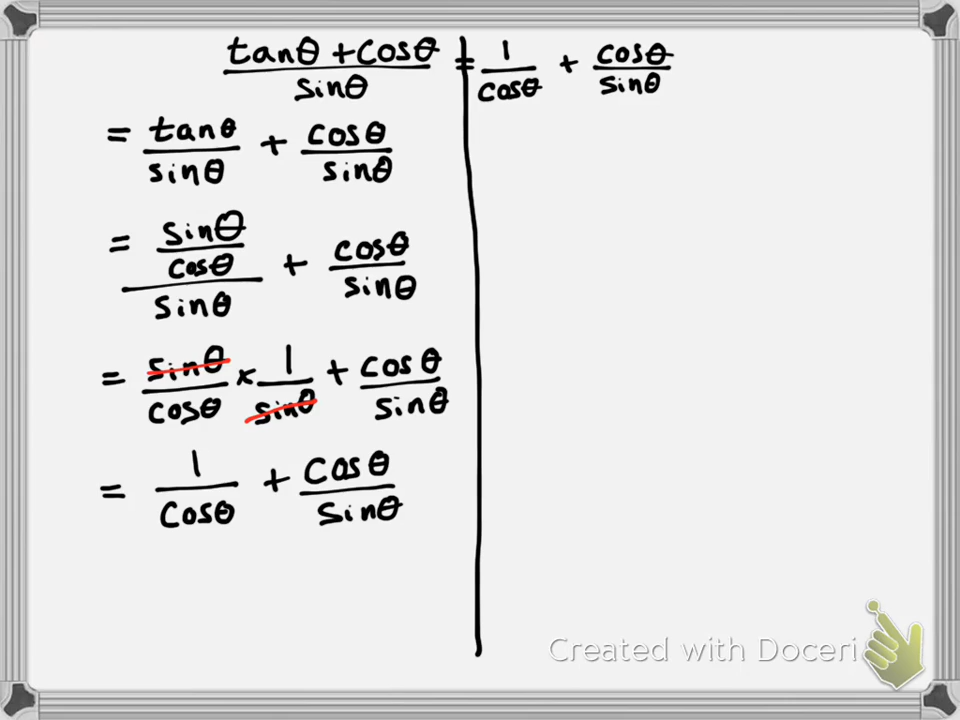 (tanθ + cosθ)/sinθ = 1/cosθ + cosθ/sinθ
= tanθ/sinθ + cosθ/sinθ
= (sinθ/cosθ)/sinθ + cosθ/sinθ
= sinθ/cosθ × 1/sinθ + cosθ/sinθ
= 1/cosθ + cosθ/sinθ
Created with Doceri